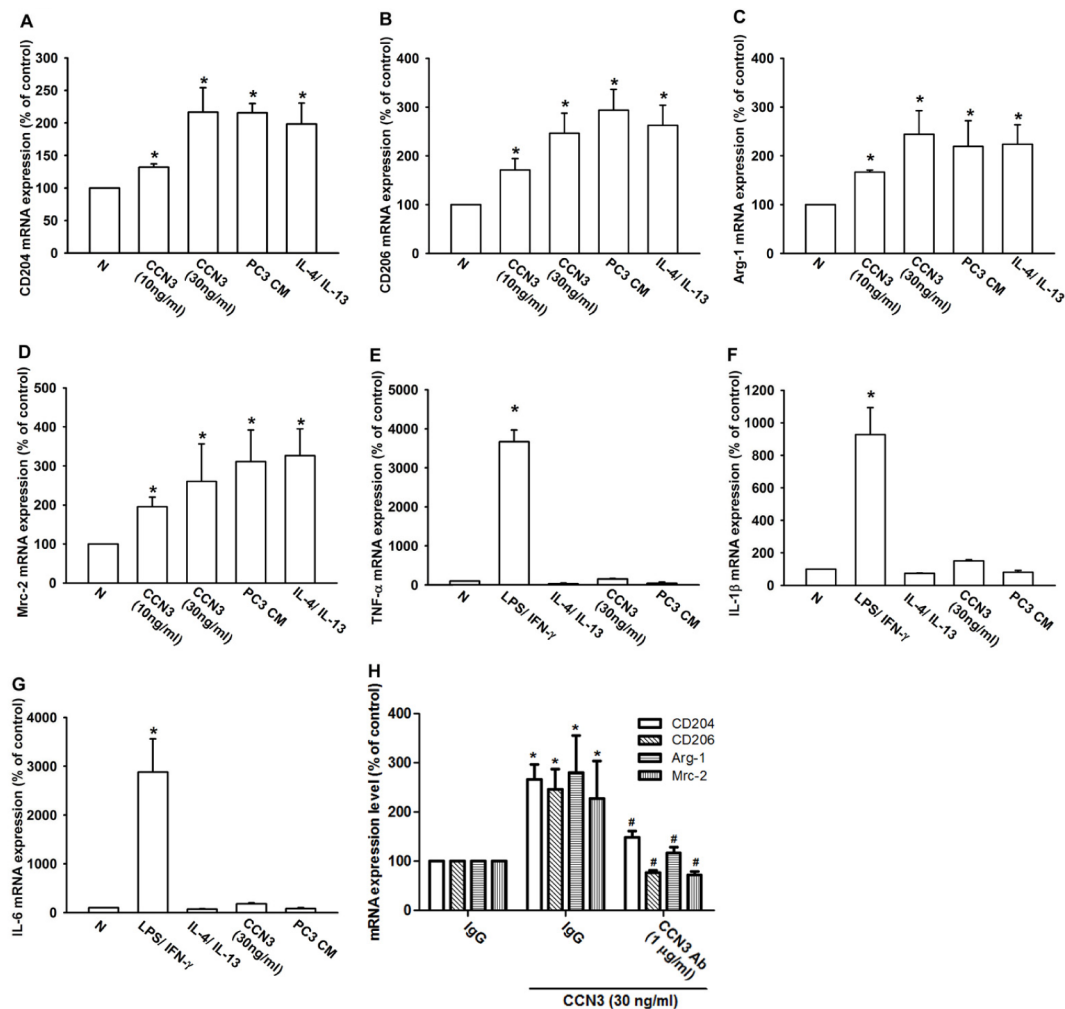 A
CD204 mRNA expression (% of control)
300
250
200
150
100
50
0
*
*
*
*
N
CCN3
(10ng/ml)
CCN3
(30ng/ml)
PC3 CM
IL-4/ IL-13
B
CD206 mRNA expression (% of control)
400
300
200
100
0
*
*
*
*
N
CCN3
(10ng/ml)
CCN3
(30ng/ml)
PC3 CM
IL-4/ IL-13
C
Arg-1 mRNA expression (% of control)
400
300
200
100
0
*
*
*
*
N
CCN3
(10ng/ml)
CCN3
(30ng/ml)
PC3 CM
IL-4/ IL-13
D
Mrc-2 mRNA expression (% of control)
500
400
300
200
100
0
*
*
*
*
N
CCN3
(10ng/ml)
CCN3
(30ng/ml)
PC3 CM
IL-4/ IL-13
E
TNF-α mRNA expression (% of control)
5000
4000
3000
2000
1000
0
*
N
LPS/ IFN-γ
IL-4/ IL-13
CCN3
(30ng/ml)
PC3 CM
F
IL-1β mRNA expression (% of control)
1200
1000
800
600
400
200
0
*
N
LPS/ IFN-γ
IL-4/ IL-13
CCN3
(30ng/ml)
PC3 CM
G
IL-6 mRNA expression (% of control)
4000
3000
2000
1000
0
*
N
LPS/ IFN-γ
IL-4/ IL-13
CCN3
(30ng/ml)
PC3 CM
H
mRNA expression level (% of control)
400
300
200
100
0
CD204
CD206
Arg-1
Mrc-2
*
*
*
*
#
#
#
#
IgG
IgG
CCN3 Ab
(1 μg/ml)
CCN3 (30 ng/ml)